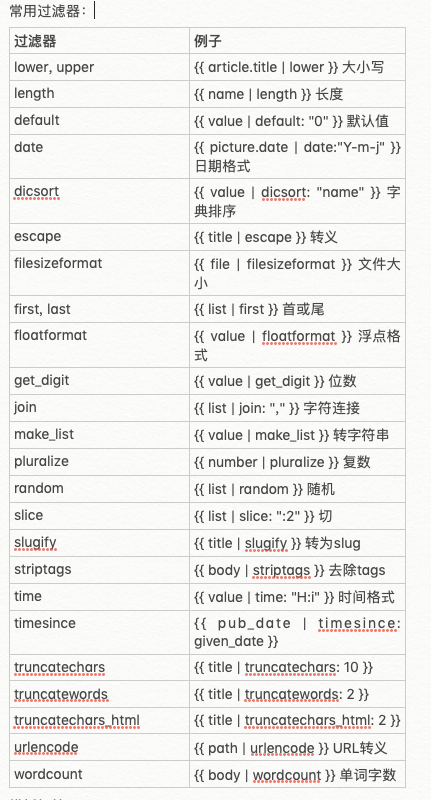 常用过滤器：
过滤器 例子
lower, upper {{ article.title | lower }} 大小写
length {{ name | length }} 长度
default {{ value | default: "0" }} 默认值
date {{ picture.date | date:"Y-m-j" }}
日期格式
dicsort {{ value | dicsort: "name" }} 字
典排序
escape {{ title | escape }} 转义
filesizeformat {{ file | filesizeformat }} 文件大
小
first, last {{ list | first }} 首或尾
floatformat {{ value | floatformat }} 浮点格
式
get_digit {{ value | get_digit }} 位数
join {{ list | join: "," }} 字符连接
make_list {{ value | make_list }} 转字符串
pluralize {{ number | pluralize }} 复数
random {{ list | random }} 随机
slice {{ list | slice: ":2" }} 切
slugify {{ title | slugify }} 转为slug
striptags {{ body | striptags }} 去除tags
time {{ value | time: "H:i" }} 时间格式
timesince {{ pub_date | timesince:
given_date }}
truncatechars {{ title | truncatechars: 10 }}
truncatewords {{ title | truncatewords: 2 }}
truncatechars_html {{ title | truncatechars_html: 2 }}
urlencode {{ path | urlencode }} URL转义
wordcount {{ body | wordcount }} 单词字数